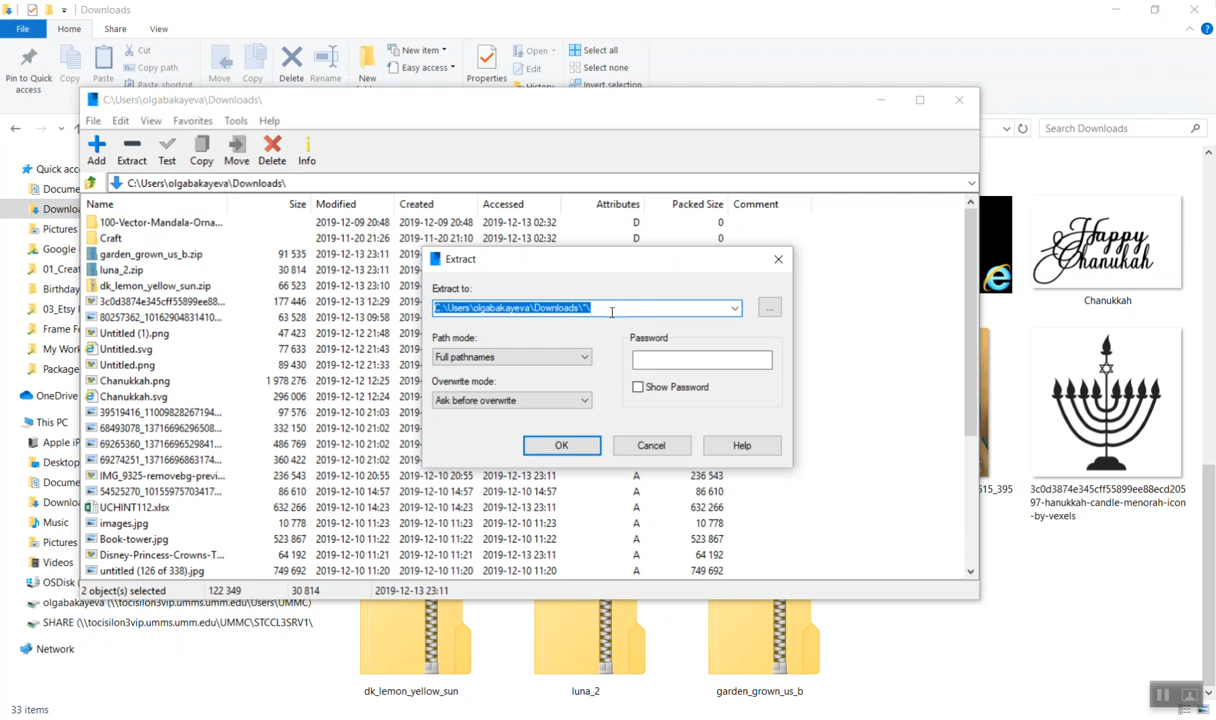 Downloads
File Home Share View
Pin to Quick access
Copy
Paste
Cut
Copy path
Paste shortcut
Move
Copy
Delete
Rename
New
New item
Easy access
Properties
Open
Edit
History
Select all
Select none
Invert selection
C:\Users\olgabakayeva\Downloads\
File Edit View Favorites Tools Help
Add Extract Test Copy Move Delete Info
C:\Users\olgabakayeva\Downloads\
Search Downloads
Name Size Modified Created Accessed Attributes Packed Size Comment
100-Vector-Mandala-Orna... 2019-12-09 20:48 2019-12-09 20:48 2019-12-13 02:32 D 0
Craft 2019-11-20 21:26 2019-11-20 21:10 2019-12-13 02:32 D 0
garden_grown_us_b.zip 91 535 2019-12-13 23:11
luna_2.zip 30 814 2019-12-13 23:11
dk_lemon_yellow_sun.zip 66 523 2019-12-13 23:10
3c0d3874e345cff55899ee88... 177 446 2019-12-13 12:29
80257362_10162904831410... 63 528 2019-12-13 09:58
Untitled (1).png 47 423 2019-12-12 21:48
Untitled.svg 77 633 2019-12-12 21:43
Untitled.png 89 430 2019-12-12 21:33
Chanukkah.png 1 978 276 2019-12-12 12:25
Chanukkah.svg 296 006 2019-12-12 12:24
39519416_11009828267194... 97 576 2019-12-10 21:03
68493078_13716696296508... 332 150 2019-12-10 21:02
69265360_13716696529841... 486 769 2019-12-10 21:02
69274251_13716696863174... 360 422 2019-12-10 21:02
IMG_9325-removebg-previ... 236 543 2019-12-10 20:55 2019-12-10 20:55 2019-12-13 23:11 A 236 543
54525270_10155975703417... 86 610 2019-12-10 14:57 2019-12-10 14:57 2019-12-10 14:57 A 86 610
UCHINT112.xlsx 632 266 2019-12-10 14:23 2019-12-10 14:23 2019-12-13 23:11 A 632 266
images.jpg 10 778 2019-12-10 11:23 2019-12-10 11:23 2019-12-10 11:23 A 10 778
Book-tower.jpg 523 867 2019-12-10 11:22 2019-12-10 11:22 2019-12-10 11:22 A 523 867
Disney-Princess-Crowns-T... 64 192 2019-12-10 11:21 2019-12-10 11:21 2019-12-13 23:11 A 64 192
untitled (126 of 338).jpg 749 692 2019-12-10 11:20 2019-12-10 11:20 2019-12-10 11:20 A 749 692
2 object(s) selected 122 349 30 814 2019-12-13 23:11
Extract
Extract to:
C:\Users\olgabakayeva\Downloads\*\
...
Path mode:
Full pathnames
Overwrite mode:
Ask before overwrite
Password
Show Password
OK Cancel Help
Quick acc
Docume
Downlo
Pictures
Google
01_Creat
Birthday
03_Etsy I
Frame F
My Work
Package
OneDrive
This PC
Apple iP
Desktop
Docume
Downlo
Music
Pictures
Videos
OSDisk
olgabakayeva (\\tocisilon3vip.umms.umm.edu\Users\UMMC)
SHARE (\\tocisilon3vip.umms.umm.edu\UMMC\STCCL3SRV1\
Network
Happy
Chanukah
Chanukkah
515_395
3c0d3874e345cff55899ee88ecd205
97-hanukkah-candle-menorah-icon
-by-vexels
dk_lemon_yellow_sun
luna_2
garden_grown_us_b
33 items